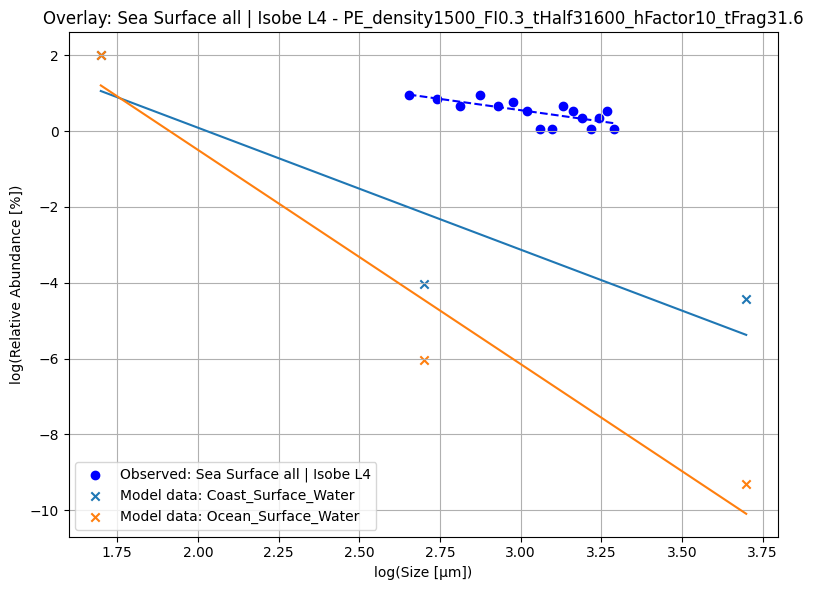 Overlay: Sea Surface all | Isobe L4 - PE_density1500_FI0.3_tHalf31600_hFactor10_tFrag31.6
log(Relative Abundance [%])
2
0
−2
−4
−6
−8
−10
Observed: Sea Surface all | Isobe L4
Model data: Coast_Surface_Water
Model data: Ocean_Surface_Water
1.75 2.00 2.25 2.50 2.75 3.00 3.25 3.50 3.75
log(Size [µm])